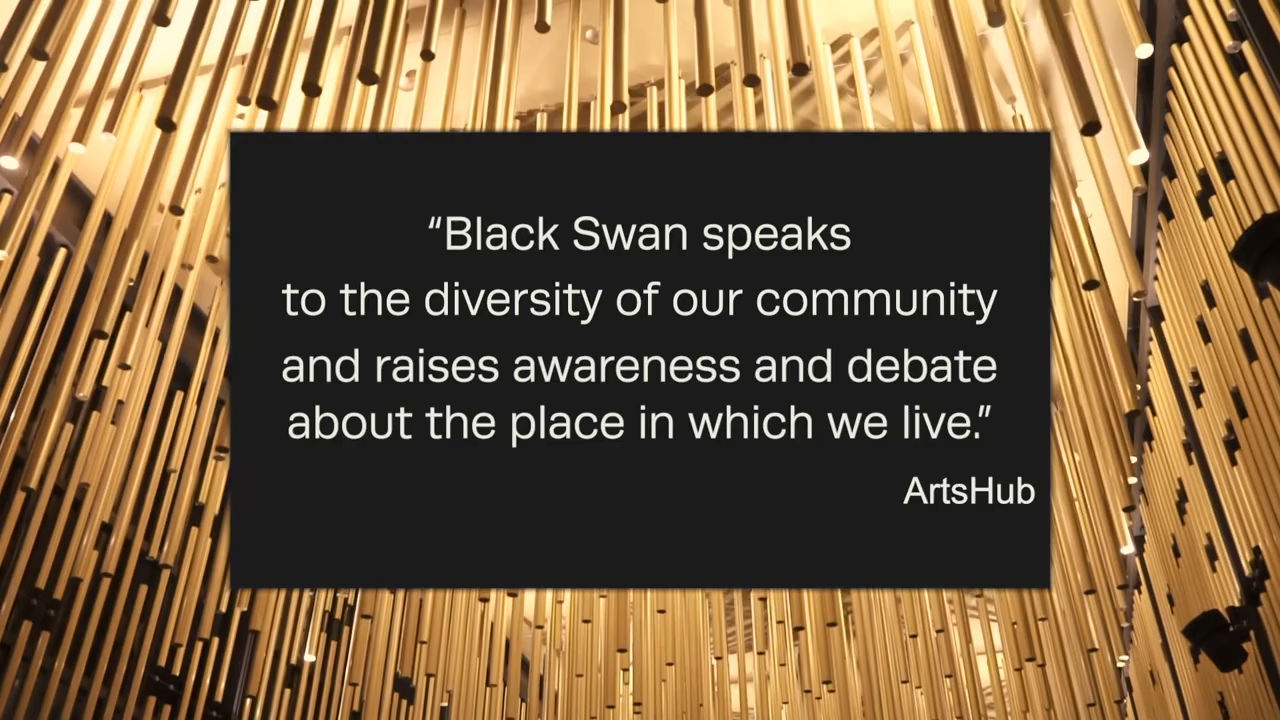 “Black Swan speaks
to the diversity of our community
and raises awareness and debate
about the place in which we live.”
ArtsHub